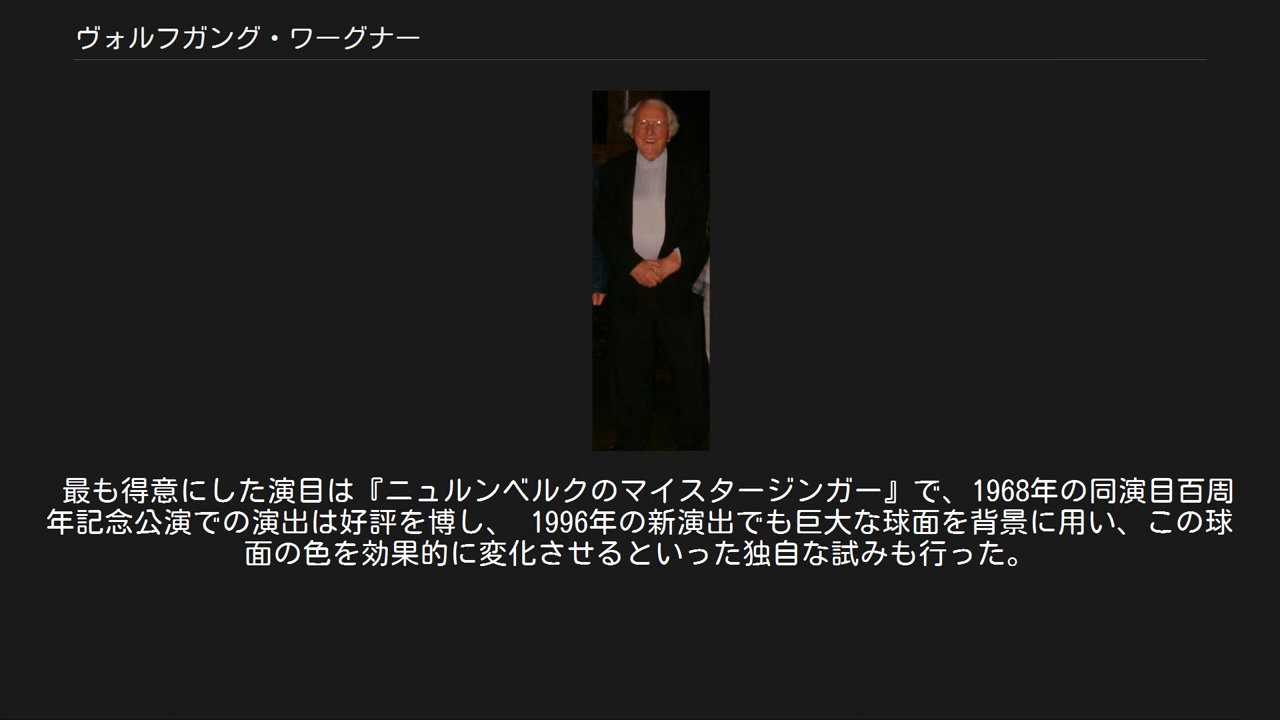 ヴォルフガング・ワーグナー
最も得意にした演目は『ニュルンベルクのマイスタージンガー』で、1968年の同演目百周
年記念公演での演出は好評を博し、 1996年の新演出でも巨大な球面を背景に用い、この球
面の色を効果的に変化させるといった独自な試みも行った。